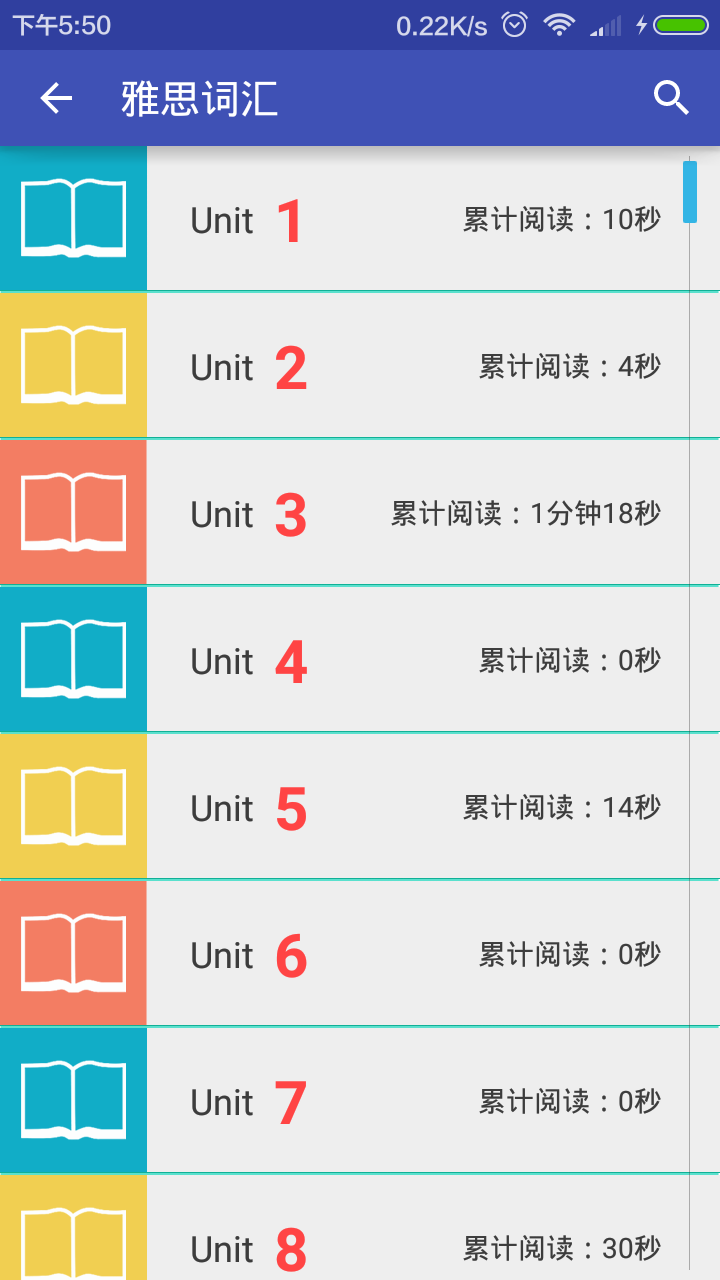 下午5:50 0.22K/s
雅思词汇
Unit 1 累计阅读：10秒
Unit 2 累计阅读：4秒
Unit 3 累计阅读：1分钟18秒
Unit 4 累计阅读：0秒
Unit 5 累计阅读：14秒
Unit 6 累计阅读：0秒
Unit 7 累计阅读：0秒
Unit 8 累计阅读：30秒